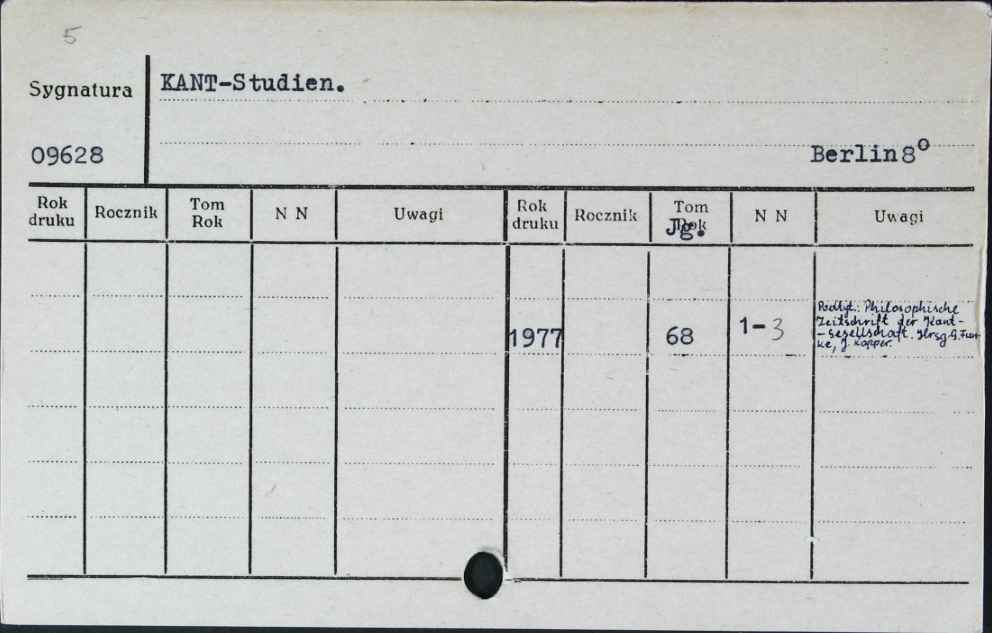 5
Sygnatura
KANT-Studien.
09628
Berlin 8°
Rok druku Rocznik Tom Rok N N Uwagi Rok druku Rocznik Tom Rok Jg. N N Uwagi
1977 68 1-3
Podtyt.: Philosophische
Zeitschrift der Kant-
-Gesellschaft. Hrsg. G. Fun-
ke, J. Kopper.